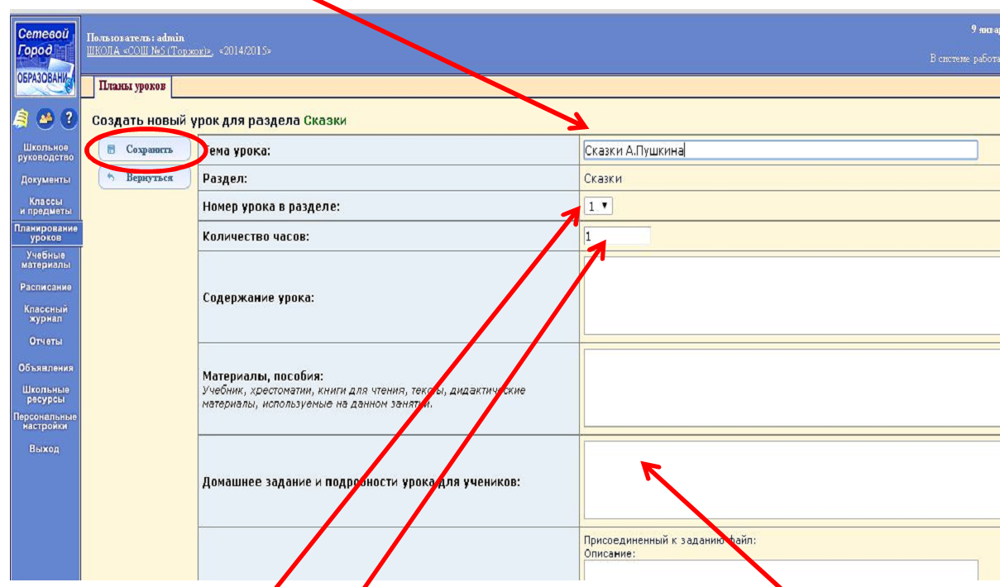 Сетевой
Город
ОБРАЗОВАНИ
Пользователь: admin
ШКОЛА «СОШ №5 (Торжок)», «2014/2015»
9 январ
В системе работа
Планы уроков
?
Создать новый урок для раздела Сказки
Школьное
руководство
Документы
Классы
и предметы
Планирование
уроков
Учебные
материалы
Расписание
Классный
журнал
Отчеты
Объявления
Школьные
ресурсы
Персональные
настройки
Выход
Сохранить
Вернуться
Тема урока:
Сказки А.Пушкина
Раздел:
Сказки
Номер урока в разделе:
1
Количество часов:
1
Содержание урока:
Материалы, пособия:
Учебник, хрестоматии, книги для чтения, тексты, дидактические
материалы, используемые на данном занятии.
Домашнее задание и подробности урока для учеников:
Присоединенный к заданию файл:
Описание: